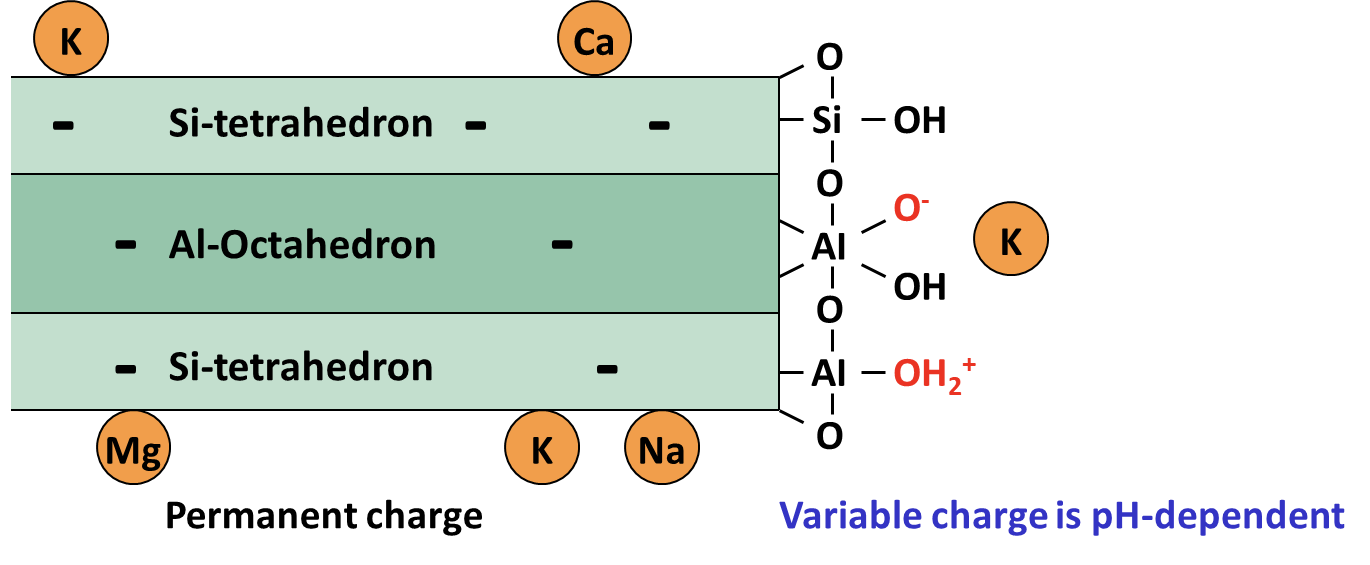 K
Ca
O
- Si-tetrahedron - -
Si - OH
O
O-
- Al-Octahedron -
Al
K
OH
O
- Si-tetrahedron -
Al - OH2+
O
Mg
K
Na
Permanent charge
Variable charge is pH-dependent